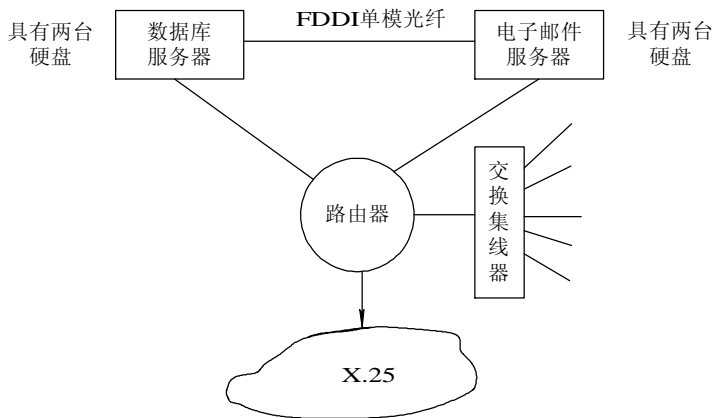 FDDI单模光纤
具有两台
硬盘
数据库
服务器
电子邮件
服务器
具有两台
硬盘
路由器
交
换
集
线
器
X.25